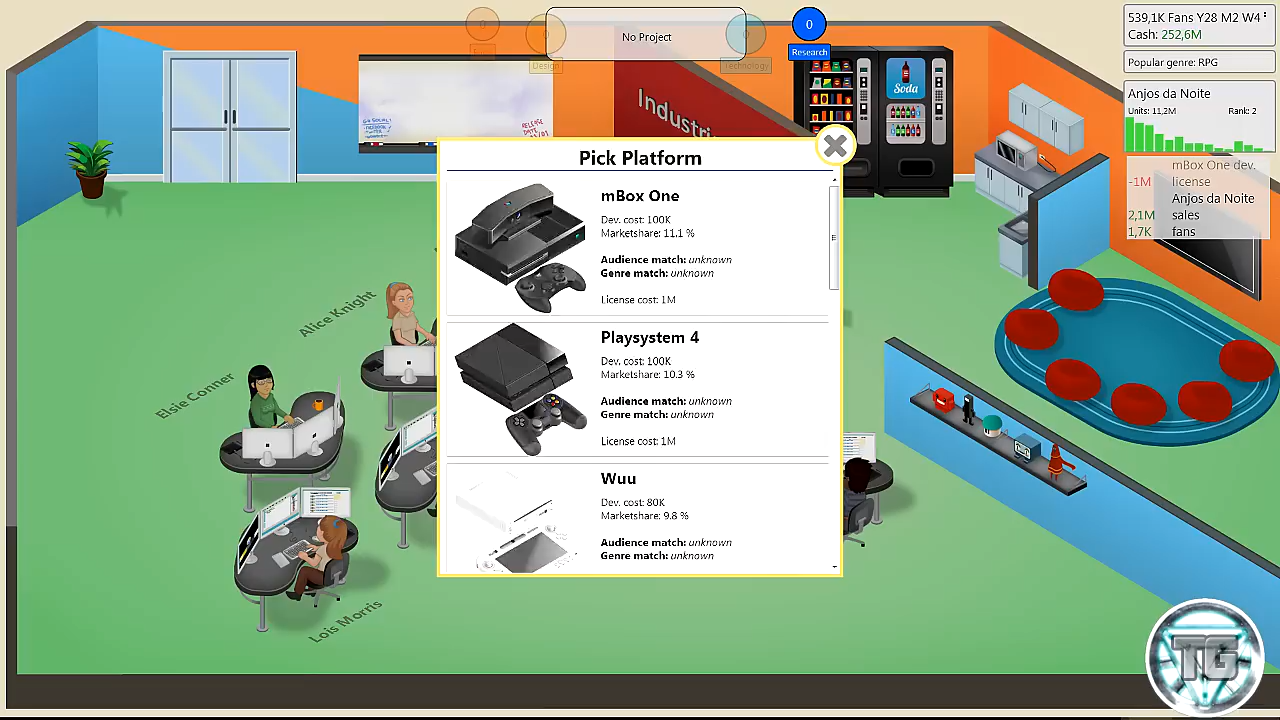 0
No Project
0
0
Research
Design
Technology
539,1K Fans Y28 M2 W4
Cash: 252,6M
Popular genre: RPG
Anjos da Noite
Units: 11,2M
Rank: 2
mBox One dev.
-1M license
Anjos da Noite
2,1M sales
1,7K fans
Soda
RELEASE
DATE
Pick Platform
mBox One
Dev. cost: 100K
Marketshare: 11.1 %
Audience match: unknown
Genre match: unknown
License cost: 1M
Playsystem 4
Dev. cost: 100K
Marketshare: 10.3 %
Audience match: unknown
Genre match: unknown
License cost: 1M
Wuu
Dev. cost: 80K
Marketshare: 9.8 %
Audience match: unknown
Genre match: unknown
Alice Knight
Elsie Conner
Lois Morris
TG